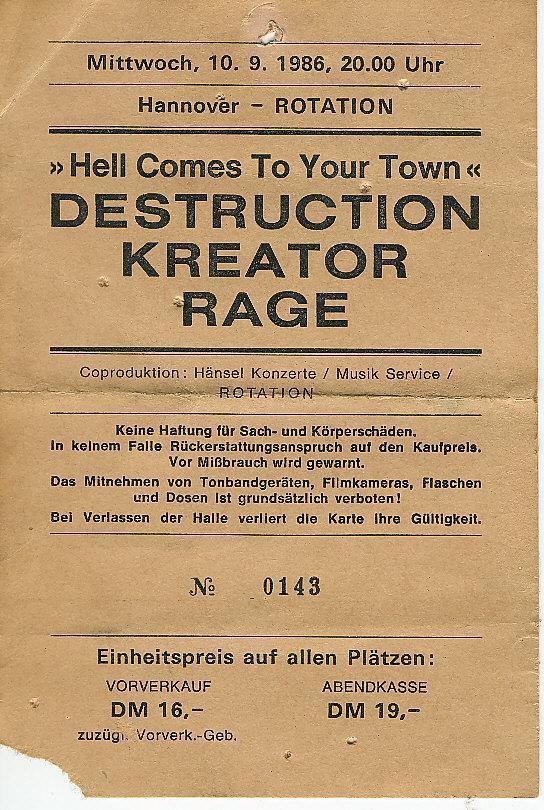 Mittwoch, 10. 9. 1986, 20.00 Uhr
Hannover – ROTATION
»Hell Comes To Your Town«
DESTRUCTION
KREATOR
RAGE
Coproduktion: Hänsel Konzerte / Musik Service /
ROTATION
Keine Haftung für Sach- und Körperschäden.
In keinem Falle Rückerstattungsanspruch auf den Kaufpreis.
Vor Mißbrauch wird gewarnt.
Das Mitnehmen von Tonbandgeräten, Filmkameras, Flaschen
und Dosen ist grundsätzlich verboten!
Bei Verlassen der Halle verliert die Karte ihre Gültigkeit.
№ 0143
Einheitspreis auf allen Plätzen:
VORVERKAUF ABENDKASSE
DM 16,– DM 19,–
zuzügl. Vorverk.-Geb.